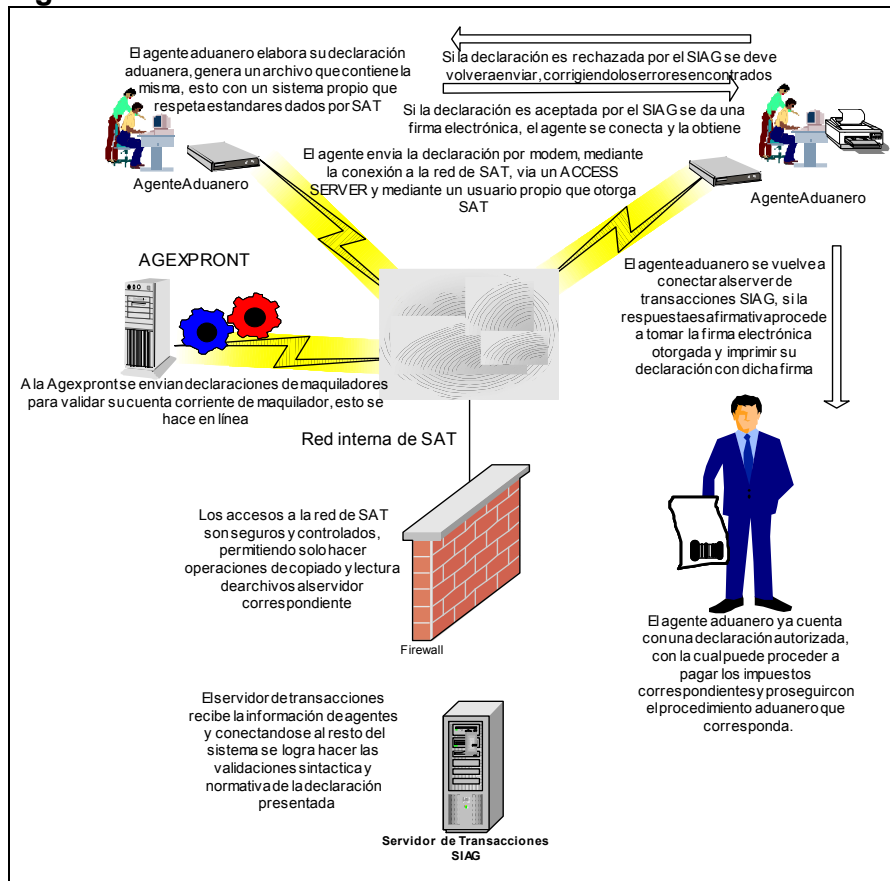 El agente aduanero elabora su declaración
aduanera, genera un archivo que contiene la
misma, esto con un sistema propio que
respeta estandares dados por SAT
Si la declaración es rechazada por el SIAG se deve
volver a enviar, corrigiendo los errores encontrados
Si la declaración es aceptada por el SIAG se da una
firma electrónica, el agente se conecta y la obtiene
El agente envia la declaración por modem, mediante
la conexión a la red de SAT, via un ACCESS
SERVER y mediante un usuario propio que otorga
SAT
Agente Aduanero
Agente Aduanero
AGEXPRONT
A la Agexpront se envian declaraciones de maquiladores
para validar su cuenta corriente de maquilador, esto se
hace en línea
El agente aduanero se vuelve a
conectar al server de
transacciones SIAG, si la
respuesta es afirmativa procede
a tomar la firma electrónica
otorgada y imprimir su
declaración con dicha firma
Red interna de SAT
Los accesos a la red de SAT
son seguros y controlados,
permitiendo solo hacer
operaciones de copiado y lectura
de archivos al servidor
correspondiente
Firewall
El agente aduanero ya cuenta
con una declaración autorizada,
con la cual puede proceder a
pagar los impuestos
correspondientes y proseguir con
el procedimiento aduanero que
corresponda.
El servidor de transacciones
recibe la información de agentes
y conectandose al resto del
sistema se logra hacer las
validaciones sintactica y
normativa de la declaración
presentada
Servidor de Transacciones
SIAG